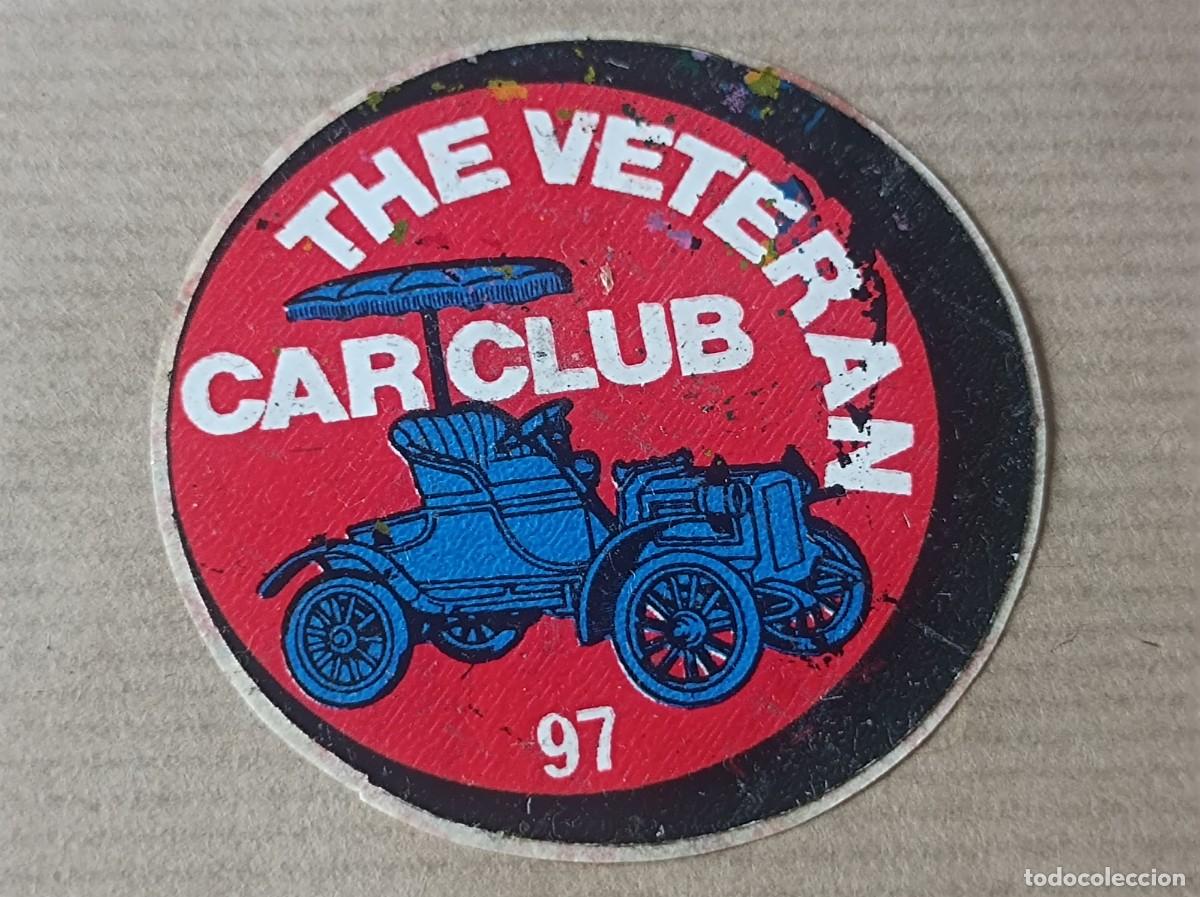 THE VETERAN
CAR CLUB
97
todocoleccion